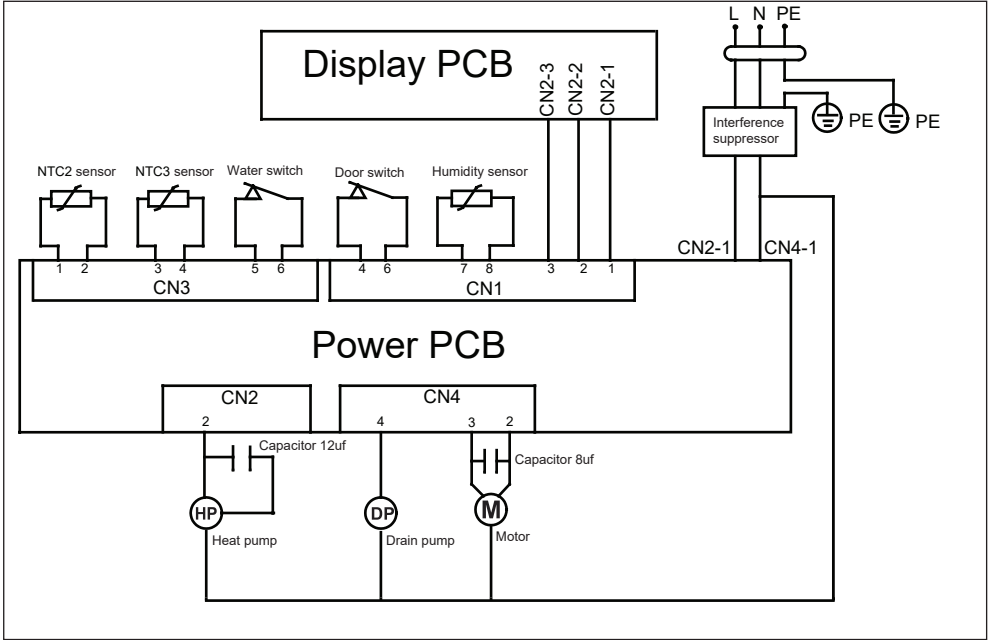 L N PE
Display PCB
CN2-3
CN2-2
CN2-1
Interference
suppressor
PE
PE
NTC2 sensor
NTC3 sensor
Water switch
Door switch
Humidity sensor
CN2-1
CN4-1
1 2 3 4 5 6
4 6 7 8 3 2 1
CN3
CN1
Power PCB
CN2
CN4
2
4
3
2
Capacitor 12uf
Capacitor 8uf
HP
DP
M
Heat pump
Drain pump
Motor